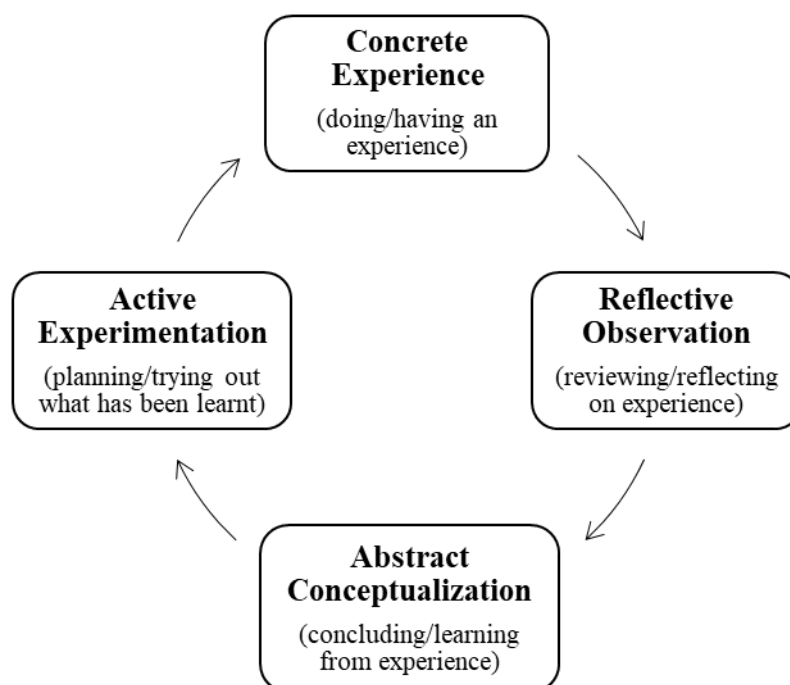 Concrete
Experience
(doing/having an
experience)
Active
Experimentation
(planning/trying out
what has been learnt)
Reflective
Observation
(reviewing/reflecting
on experience)
Abstract
Conceptualization
(concluding/learning
from experience)